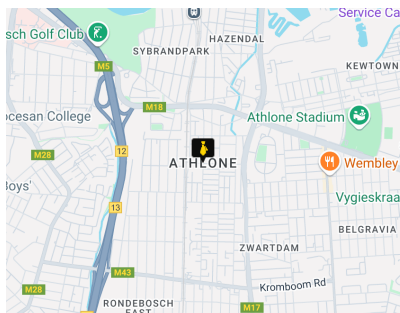 Service Ca
sch Golf Club
HAZENDAL
SYBRANDPARK
M5
KEWTOWN
M18
ocesan College
Athlone Stadium
M28
12
ATHLONE
Wembley
Boys'
Vygieskraa
13
BELGRAVIA
ZWARTDAM
M43
Kromboom Rd
M28
RONDEBOSCH
EAST
M17